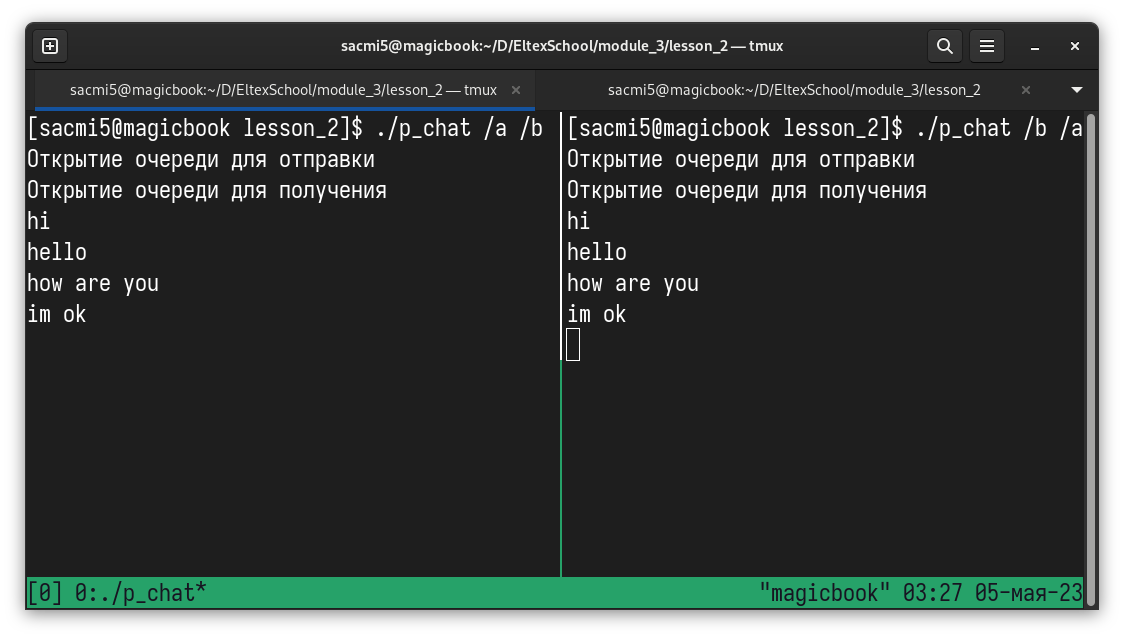 sacmi5@magicbook:~/D/EltexSchool/module_3/lesson_2 — tmux
sacmi5@magicbook:~/D/EltexSchool/module_3/lesson_2 — tmux
sacmi5@magicbook:~/D/EltexSchool/module_3/lesson_2
[sacmi5@magicbook lesson_2]$ ./p_chat /a /b
Открытие очереди для отправки
Открытие очереди для получения
hi
hello
how are you
im ok
[sacmi5@magicbook lesson_2]$ ./p_chat /b /a
Открытие очереди для отправки
Открытие очереди для получения
hi
hello
how are you
im ok
[0] 0:./p_chat*
"magicbook" 03:27 05-мая-23